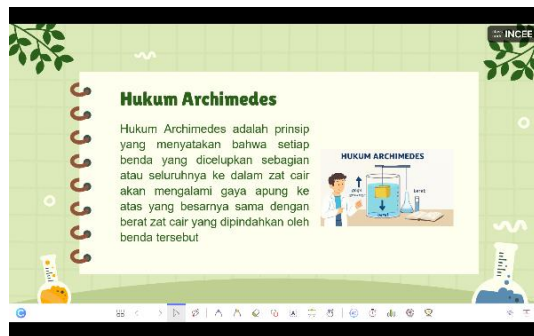 INCEE
Hukum Archimedes
Hukum Archimedes adalah prinsip
yang menyatakan bahwa setiap
benda yang dicelupkan sebagian
atau seluruhnya ke dalam zat cair
akan mengalami gaya apung ke
atas yang besarnya sama dengan
berat zat cair yang dipindahkan oleh
benda tersebut
HUKUM ARCHIMEDES